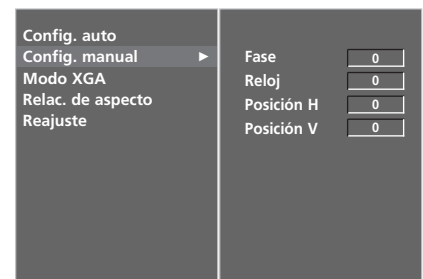 Config. auto
Config. manual ►
Modo XGA
Relac. de aspecto
Reajuste
Fase 0
Reloj 0
Posición H 0
Posición V 0